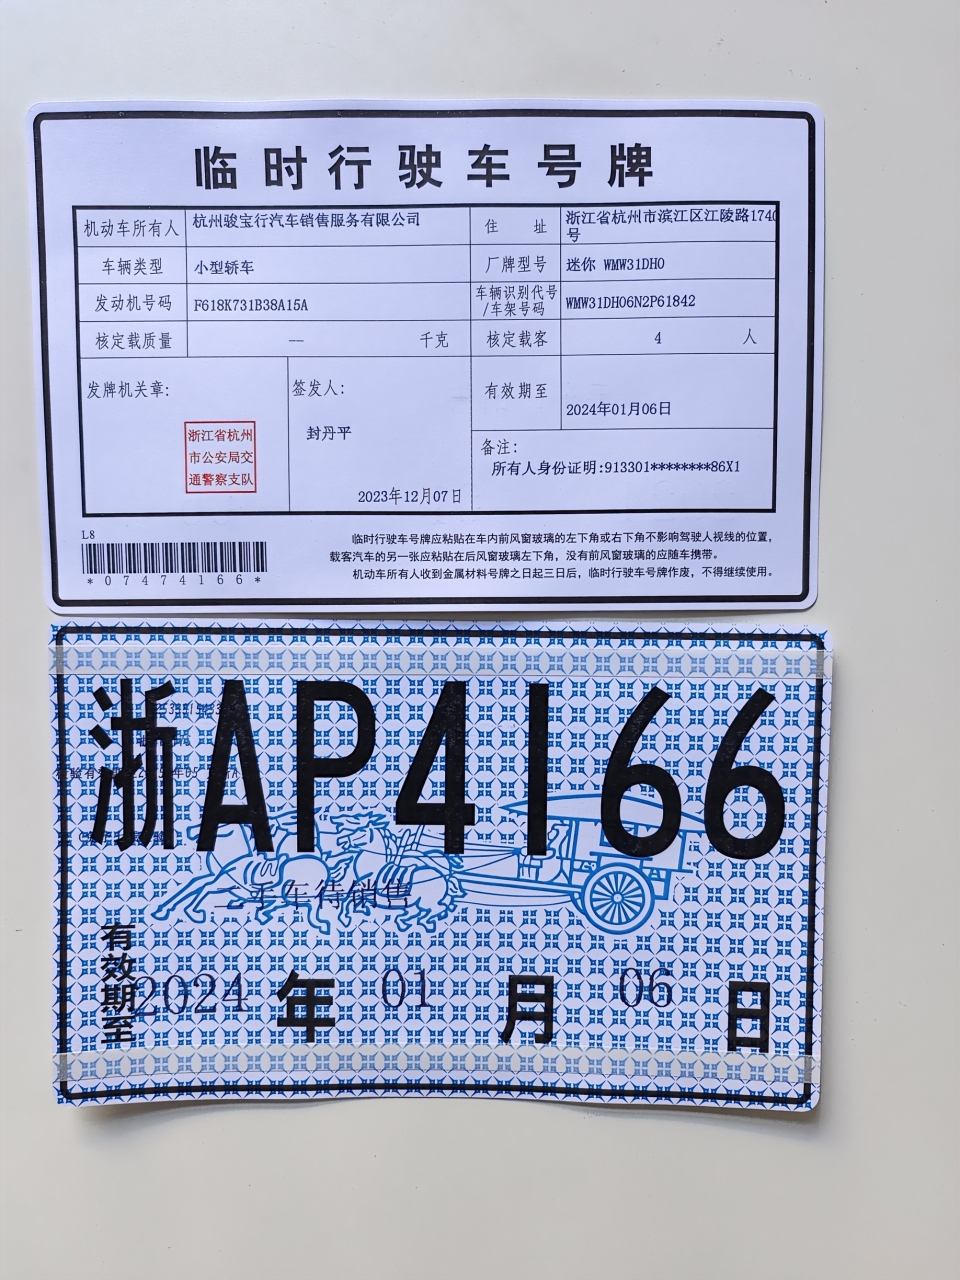 临时行驶车号牌
机动车所有人 杭州骏宝行汽车销售服务有限公司 住 址 浙江省杭州市滨江区江陵路1740
号
车辆类型 小型轿车 厂牌型号 迷你 WMW31DH0
发动机号码 F618K731B38A15A 车辆识别代号
/车架号码 WMW31DH06N2P61842
核定载质量 -- 千克 核定载客 4 人
发牌机关章: 签发人: 有效期至
2024年01月06日
封丹平
浙江省杭州
市公安局交
通警察支队
备注:
所有人身份证明:913301********86X1
2023年12月07日
L8
*07474166*
临时行驶车号牌应粘贴在车内前风窗玻璃的左下角或右下角不影响驾驶人视线的位置，
载客汽车的另一张应粘贴在后风窗玻璃左下角，没有前风窗玻璃的应随车携带。
机动车所有人收到金属材料号牌之日起三日后，临时行驶车号牌作废，不得继续使用。
浙AP4166
二手车待销售
有效期至 2024 年 01 月 06 日